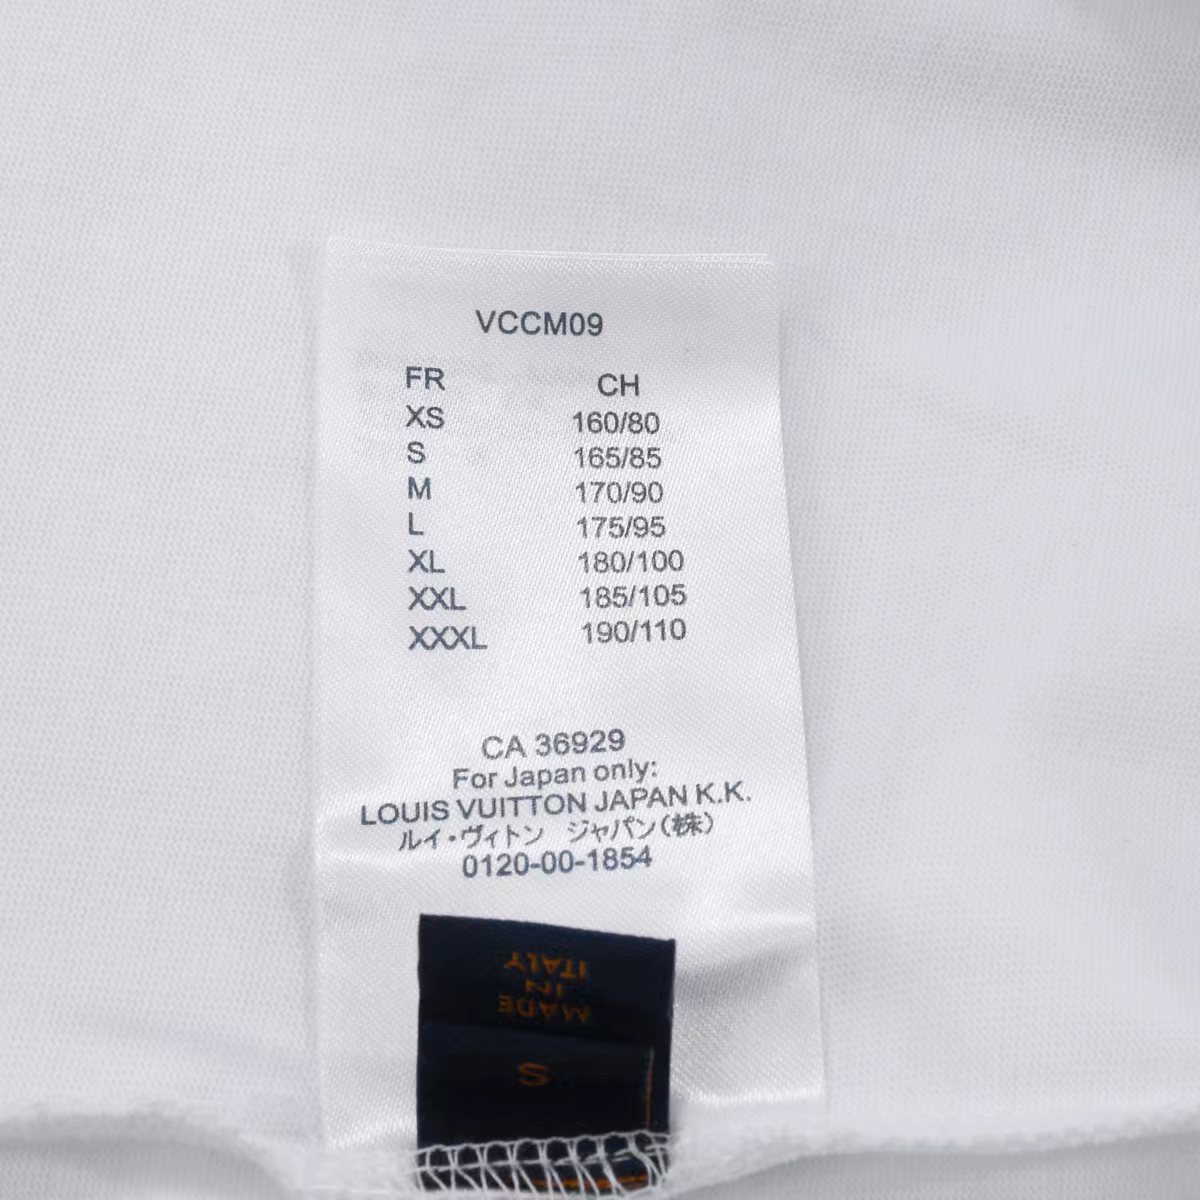 VCCM09
FR CH
XS 160/80
S 165/85
M 170/90
L 175/95
XL 180/100
XXL 185/105
XXXL 190/110
CA 36929
For Japan only:
LOUIS VUITTON JAPAN K.K.
ルイ・ヴィトン ジャパン(株)
0120-00-1854
MADE
IN
ITALY
S